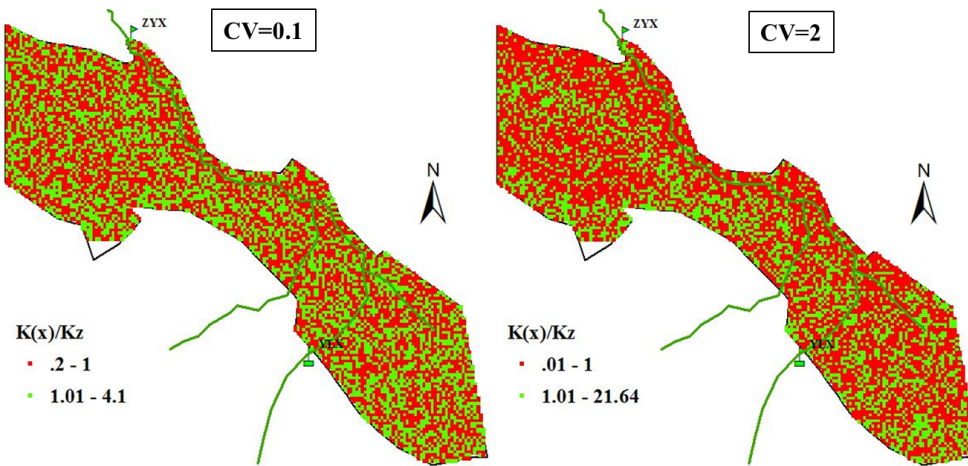 ZYX
CV=0.1
N
YLX
K(x)/Kz
.2 - 1
1.01 - 4.1
ZYX
CV=2
N
YLX
K(x)/Kz
.01 - 1
1.01 - 21.64